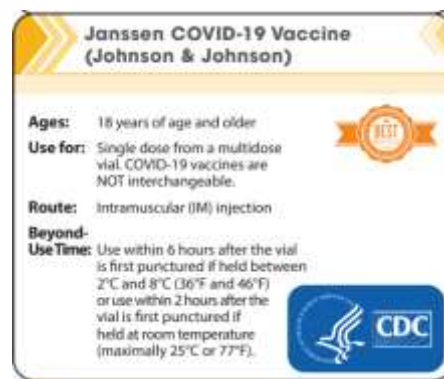 Janssen COVID-19 Vaccine
(Johnson & Johnson)
Ages: 18 years of age and older
Use for: Single dose from a multidose
vial. COVID-19 vaccines are
NOT interchangeable.
Route: Intramuscular (IM) injection
Beyond-
Use Time: Use within 6 hours after the vial
is first punctured if held between
2°C and 8°C (36°F and 46°F)
or use within 2 hours after the
vial is first punctured if
held at room temperature
(maximally 25°C or 77°F).
BEST
CDC